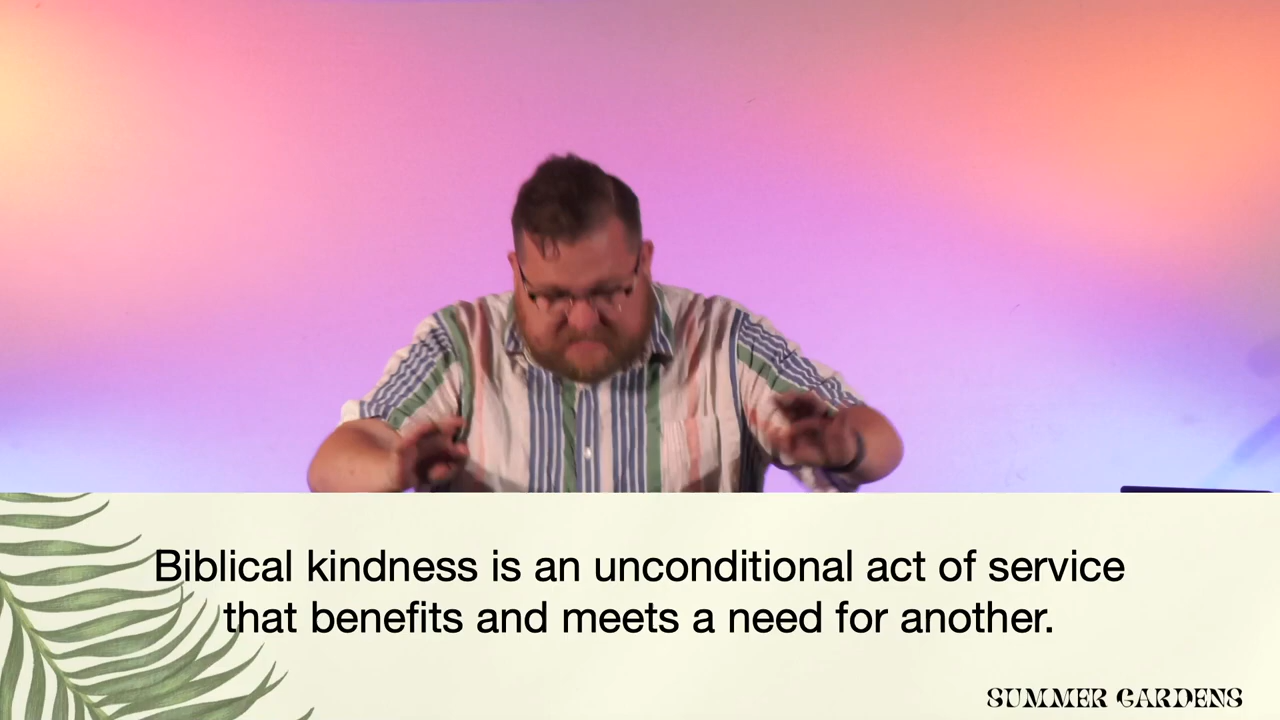 Biblical kindness is an unconditional act of service
that benefits and meets a need for another.
SUMMER GARDENS